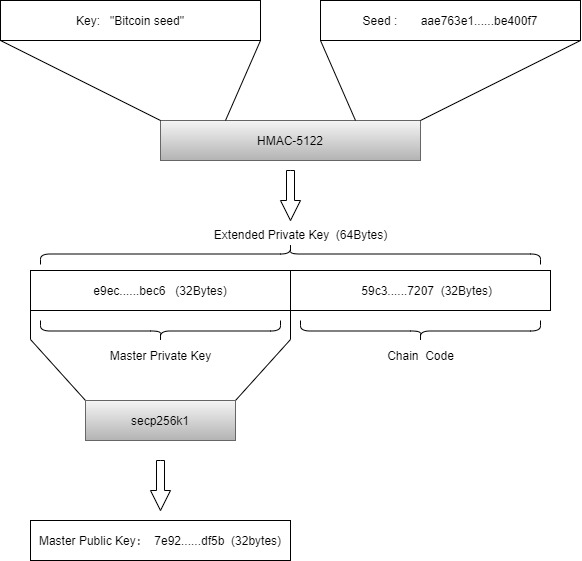 Key: "Bitcoin seed"
Seed : aae763e1......be400f7
HMAC-5122
Extended Private Key (64Bytes)
e9ec......bec6 (32Bytes)
59c3......7207 (32Bytes)
Master Private Key
Chain Code
secp256k1
Master Public Key： 7e92......df5b (32bytes)